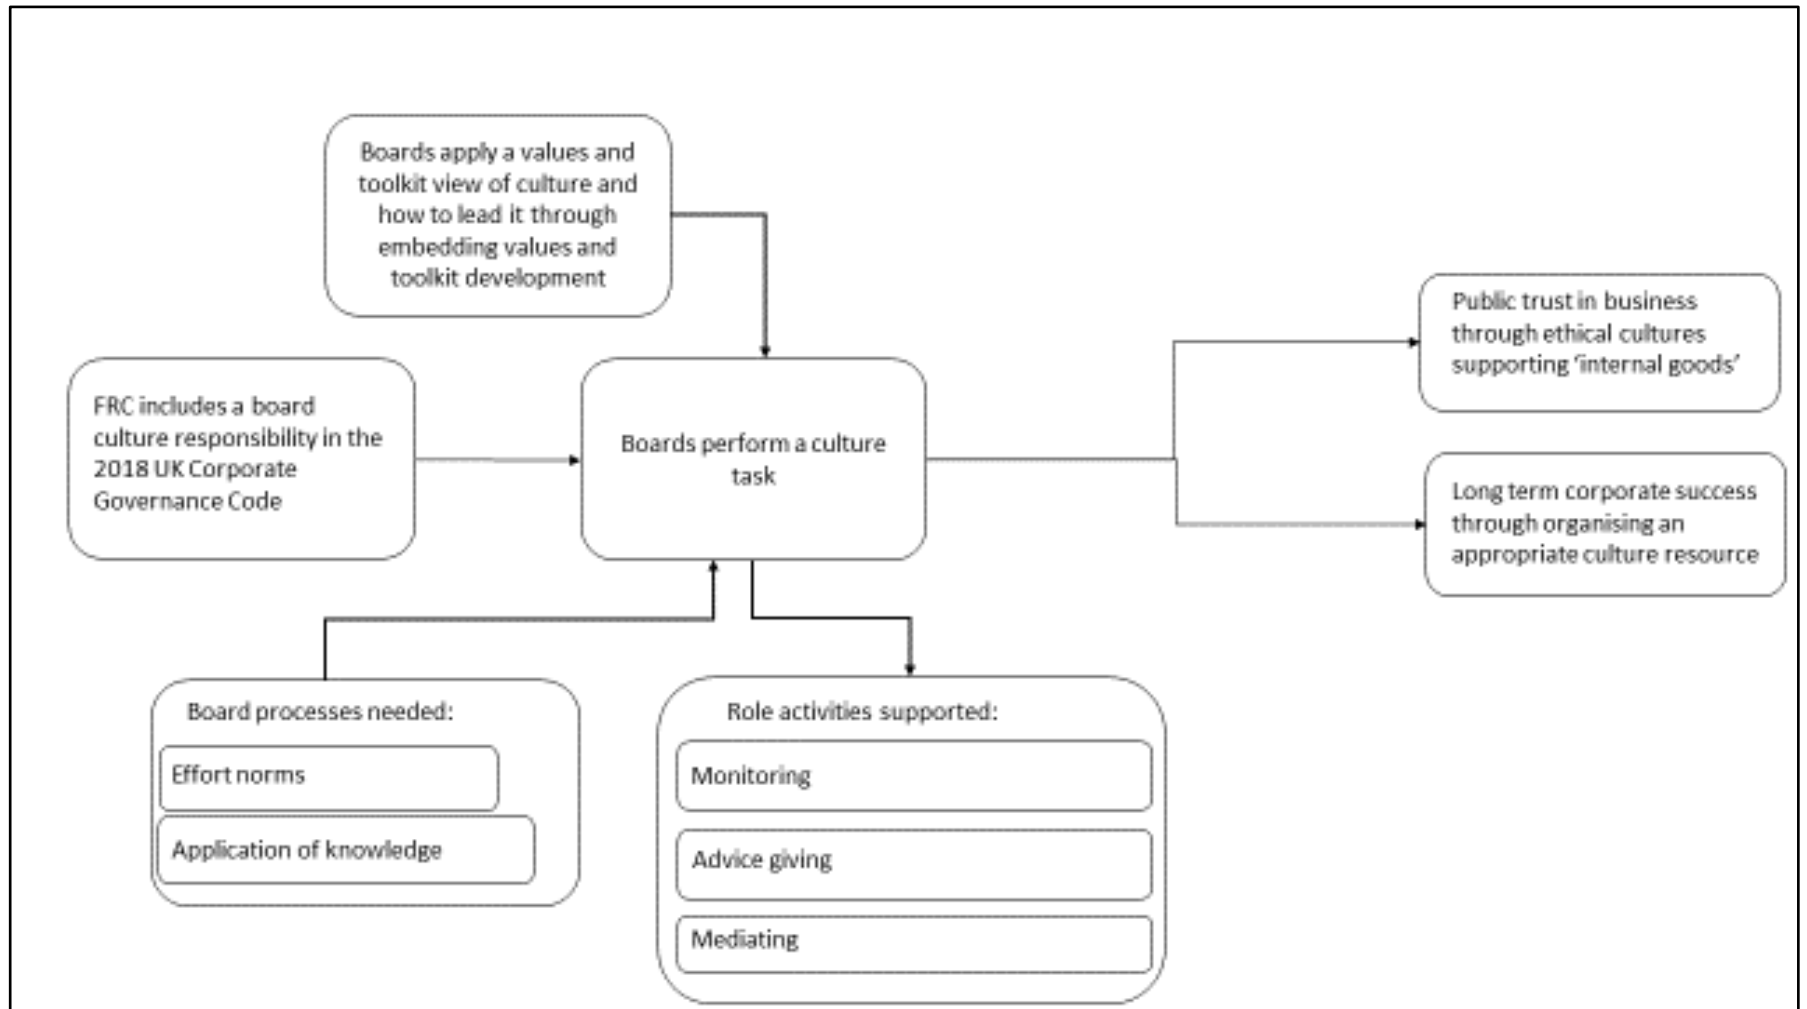 Boards apply a values and
toolkit view of culture and
how to lead it through
embedding values and
toolkit development
FRC includes a board
culture responsibility in the
2018 UK Corporate
Governance Code
Boards perform a culture
task
Public trust in business
through ethical cultures
supporting ‘internal goods’
Long term corporate success
through organising an
appropriate culture resource
Board processes needed:
Effort norms
Application of knowledge
Role activities supported:
Monitoring
Advice giving
Mediating